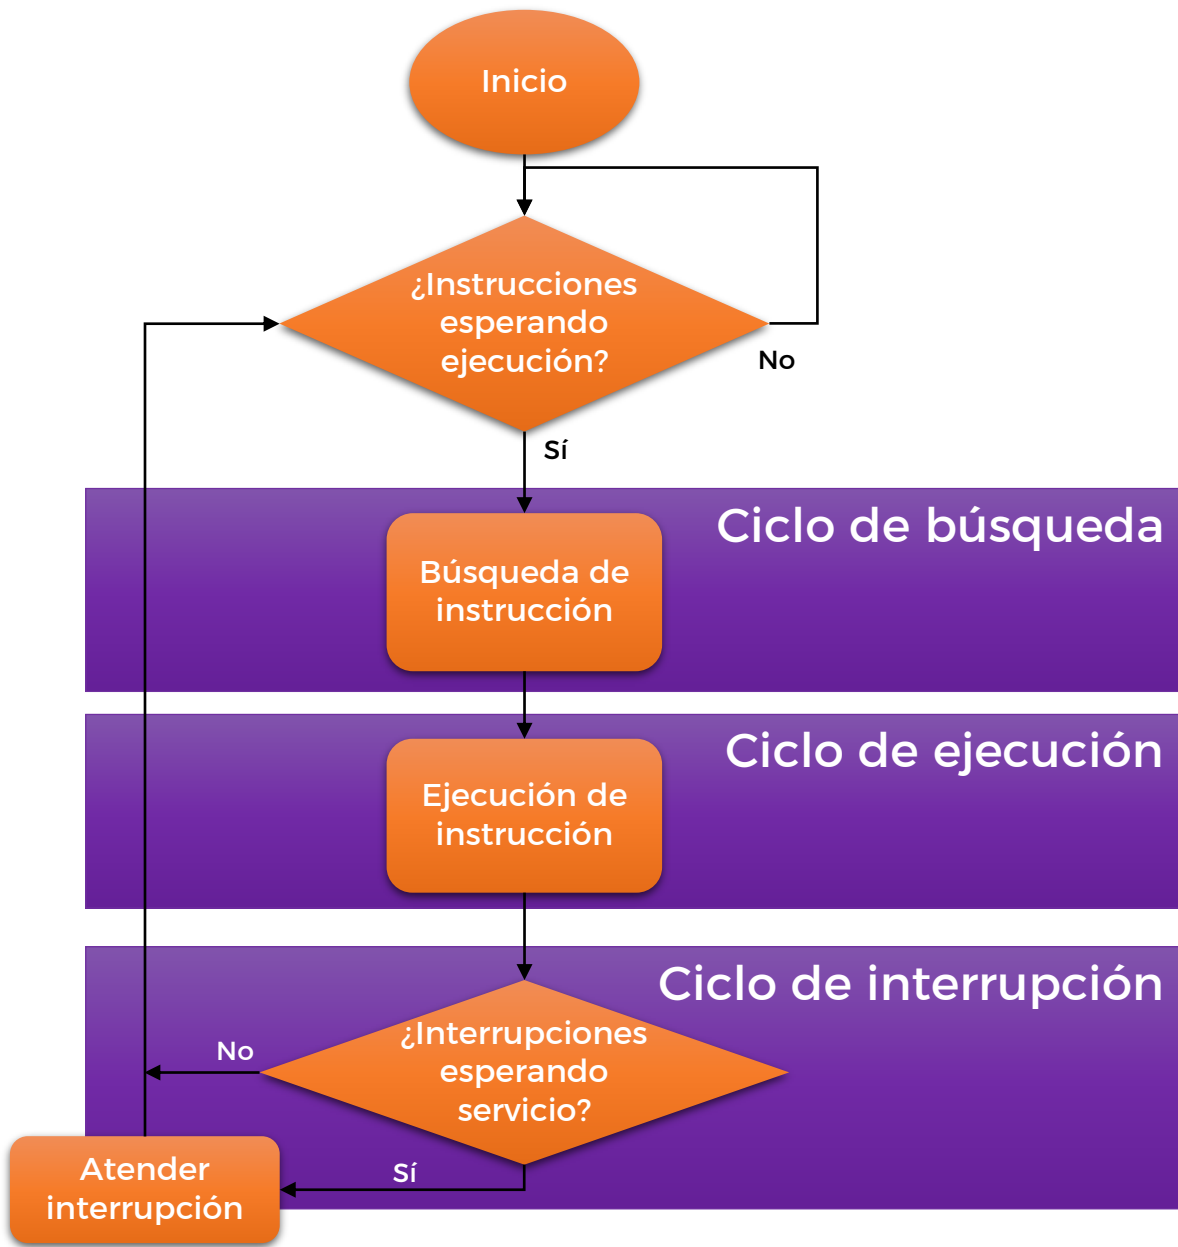 Inicio
¿Instrucciones
esperando
ejecución?
No
Sí
Ciclo de búsqueda
Búsqueda de
instrucción
Ciclo de ejecución
Ejecución de
instrucción
Ciclo de interrupción
¿Interrupciones
esperando
servicio?
No
Sí
Atender
interrupción